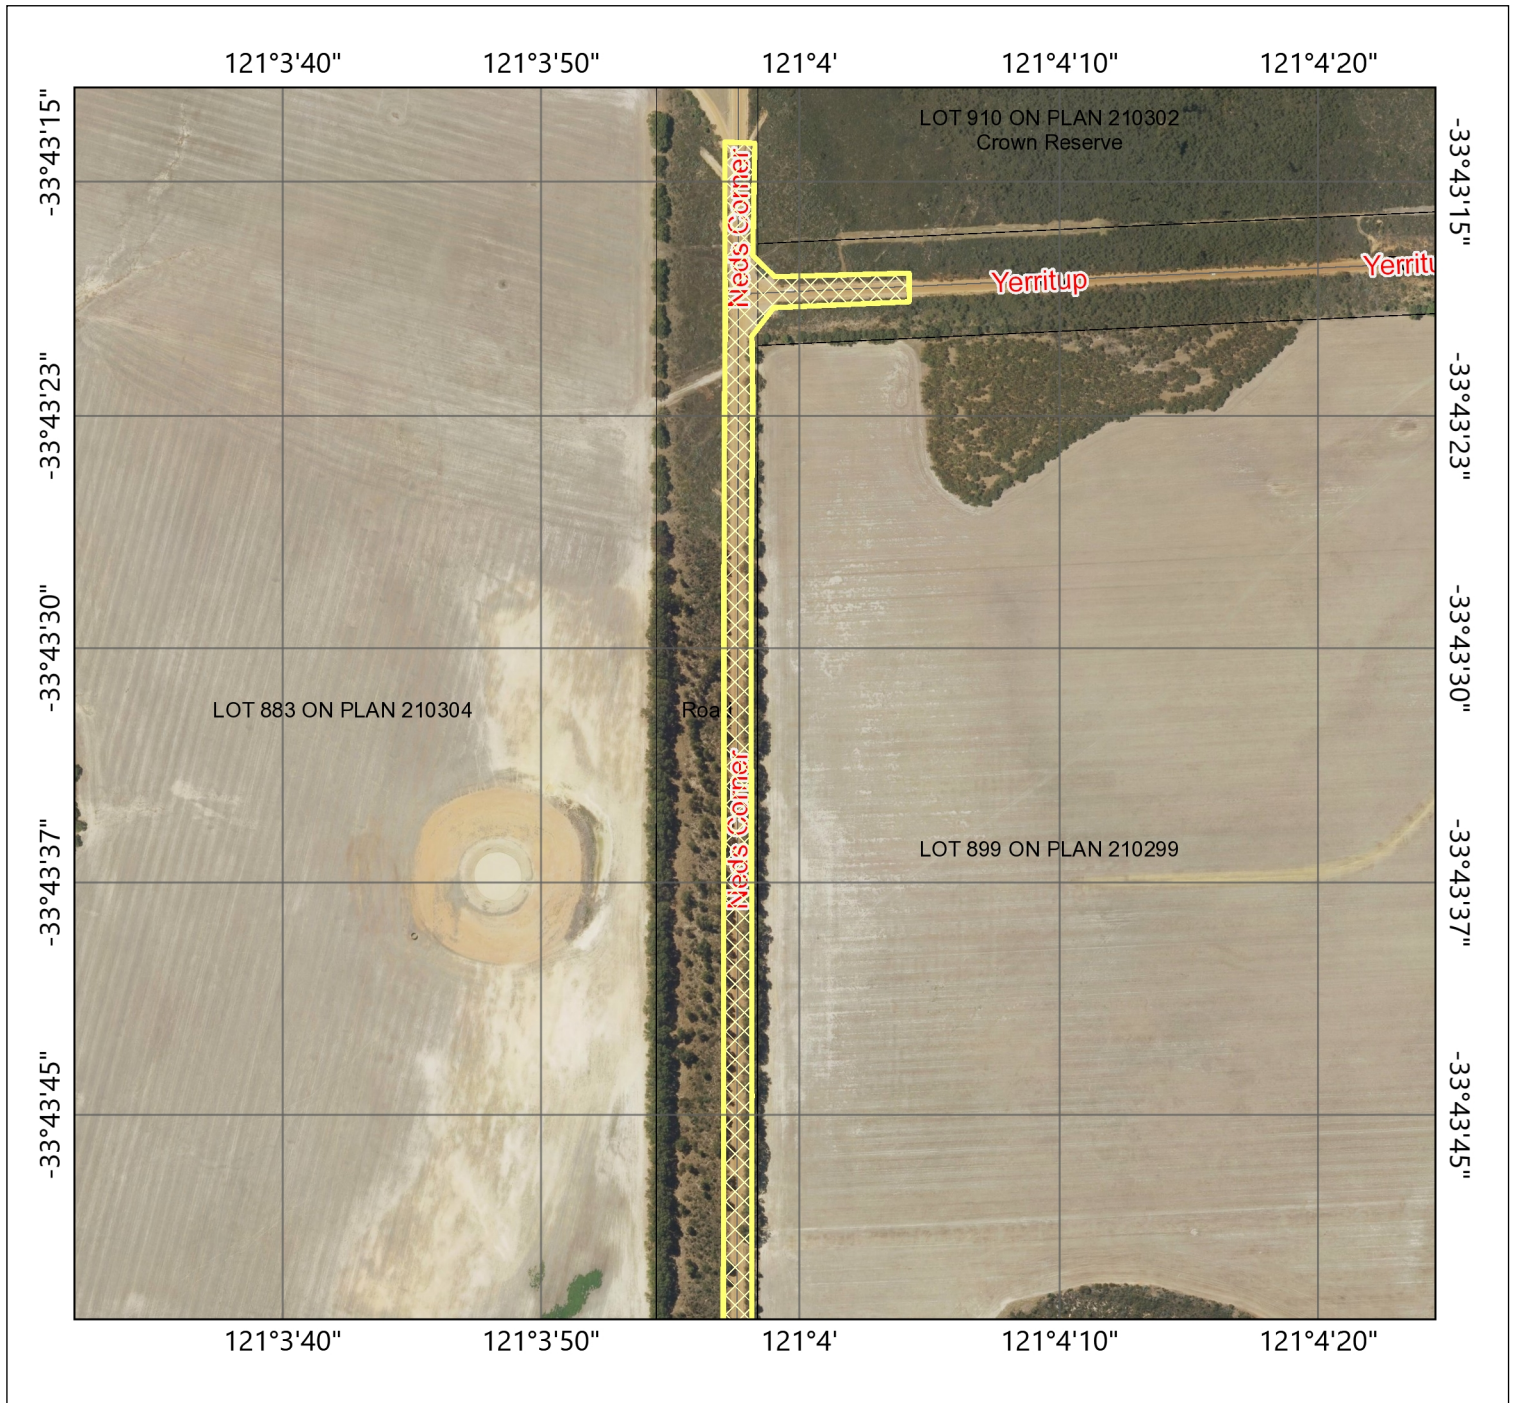 121°3'40"
121°3'50"
121°4'
121°4'10"
121°4'20"
-33°43'15"
-33°43'15"
LOT 910 ON PLAN 210302
Crown Reserve
Neds Corner
Yerritup
Yerritu
-33°43'23"
-33°43'23"
-33°43'30"
-33°43'30"
LOT 883 ON PLAN 210304
Roa
Neds Corner
LOT 899 ON PLAN 210299
-33°43'37"
-33°43'37"
-33°43'45"
-33°43'45"
121°3'40"
121°3'50"
121°4'
121°4'10"
121°4'20"